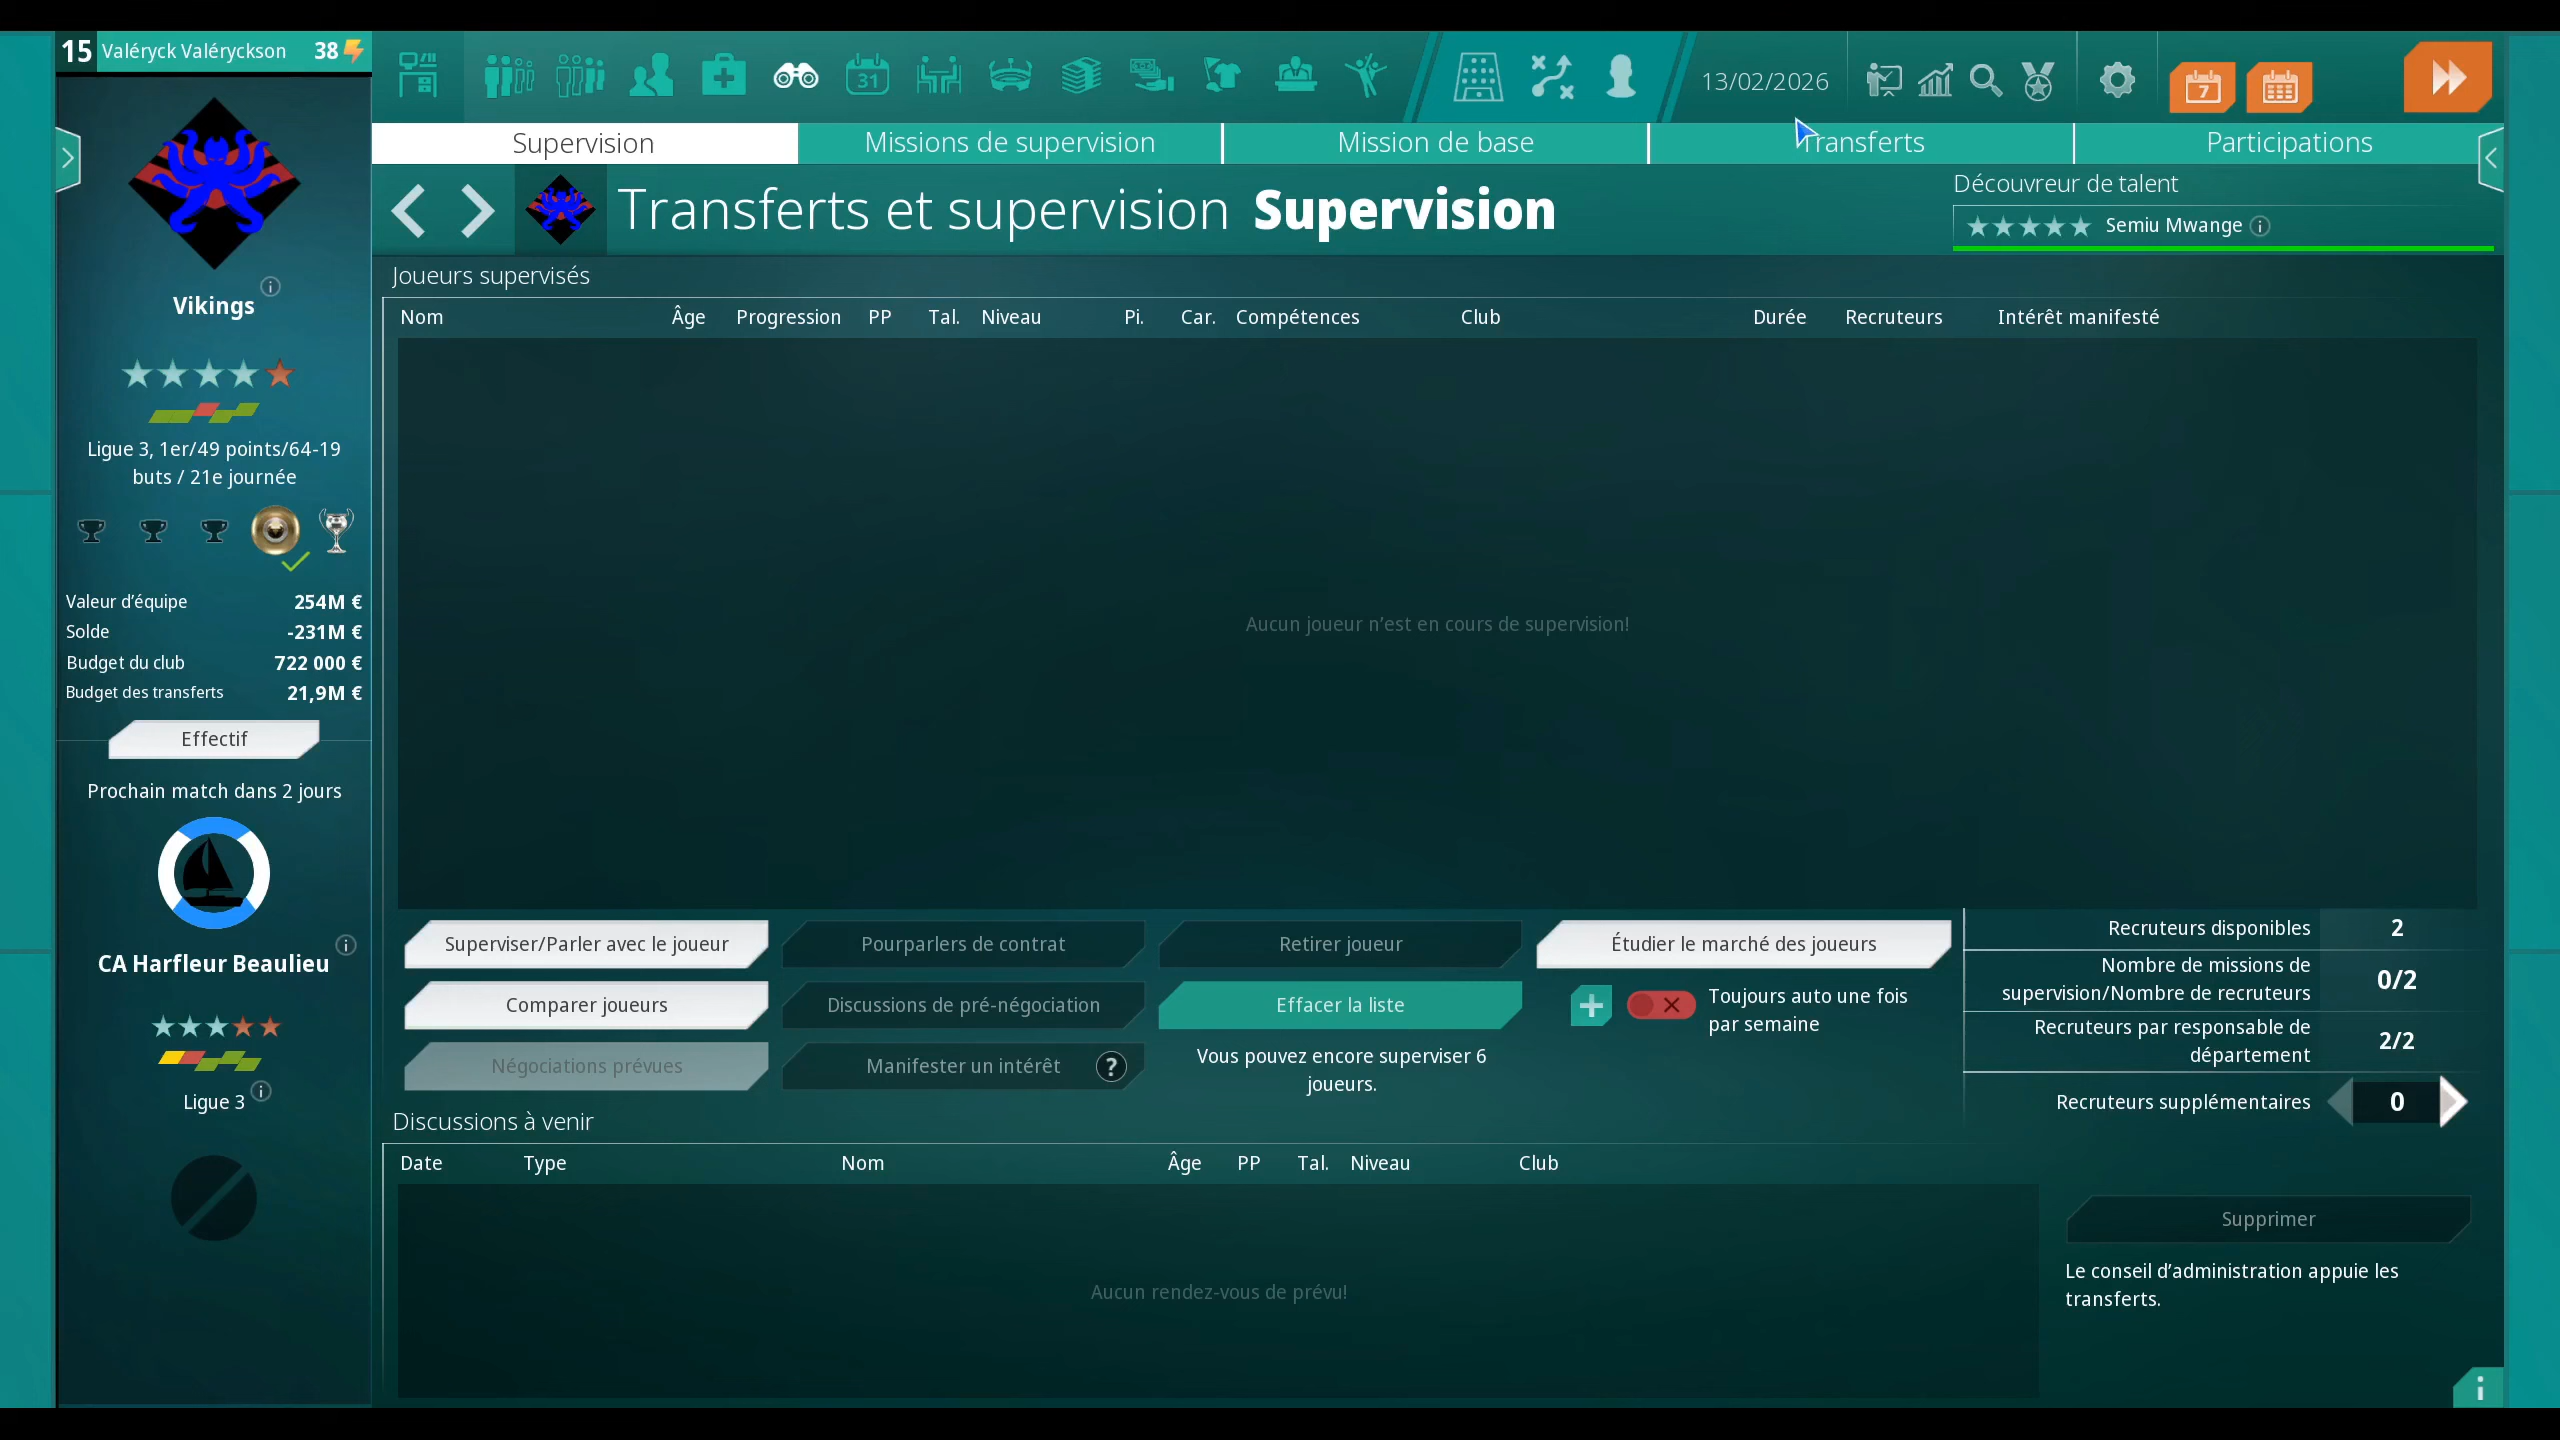 15 Valéryck Valéryckson 38
31
13/02/2026
7
Supervision Missions de supervision Mission de base Transferts Participations
Transferts et supervision Supervision
Découvreur de talent
Semiu Mwange
Vikings
Ligue 3, 1er/49 points/64-19
buts / 21e journée
Valeur d’équipe 254M €
Solde -231M €
Budget du club 722 000 €
Budget des transferts 21,9M €
Effectif
Prochain match dans 2 jours
CA Harfleur Beaulieu
Ligue 3
Joueurs supervisés
Nom Âge Progression PP Tal. Niveau Pi. Car. Compétences Club Durée Recruteurs Intérêt manifesté
Aucun joueur n’est en cours de supervision!
Superviser/Parler avec le joueur Pourparlers de contrat Retirer joueur Étudier le marché des joueurs
Comparer joueurs Discussions de pré-négociation Effacer la liste
Toujours auto une fois
par semaine
Négociations prévues Manifester un intérêt ?
Vous pouvez encore superviser 6
joueurs.
Recruteurs disponibles 2
Nombre de missions de
supervision/Nombre de recruteurs 0/2
Recruteurs par responsable de
département 2/2
Recruteurs supplémentaires 0
Discussions à venir
Date Type Nom Âge PP Tal. Niveau Club
Aucun rendez-vous de prévu!
Supprimer
Le conseil d’administration appuie les
transferts.